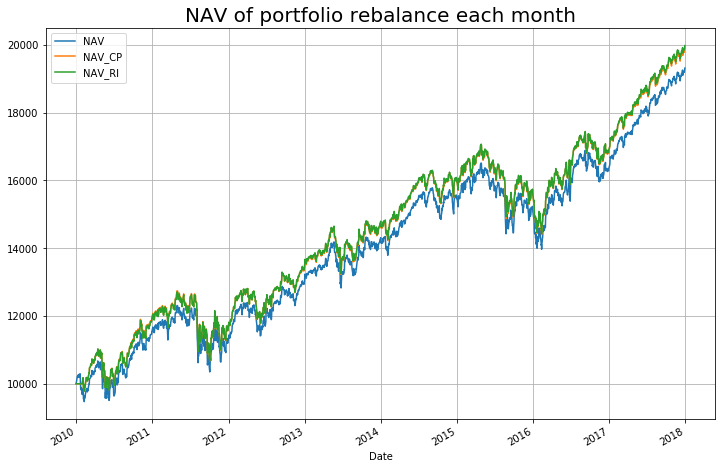 NAV of portfolio rebalance each month
NAV
NAV_CP
NAV_RI
20000
18000
16000
14000
12000
10000
2010 2011 2012 2013 2014 2015 2016 2017 2018
Date